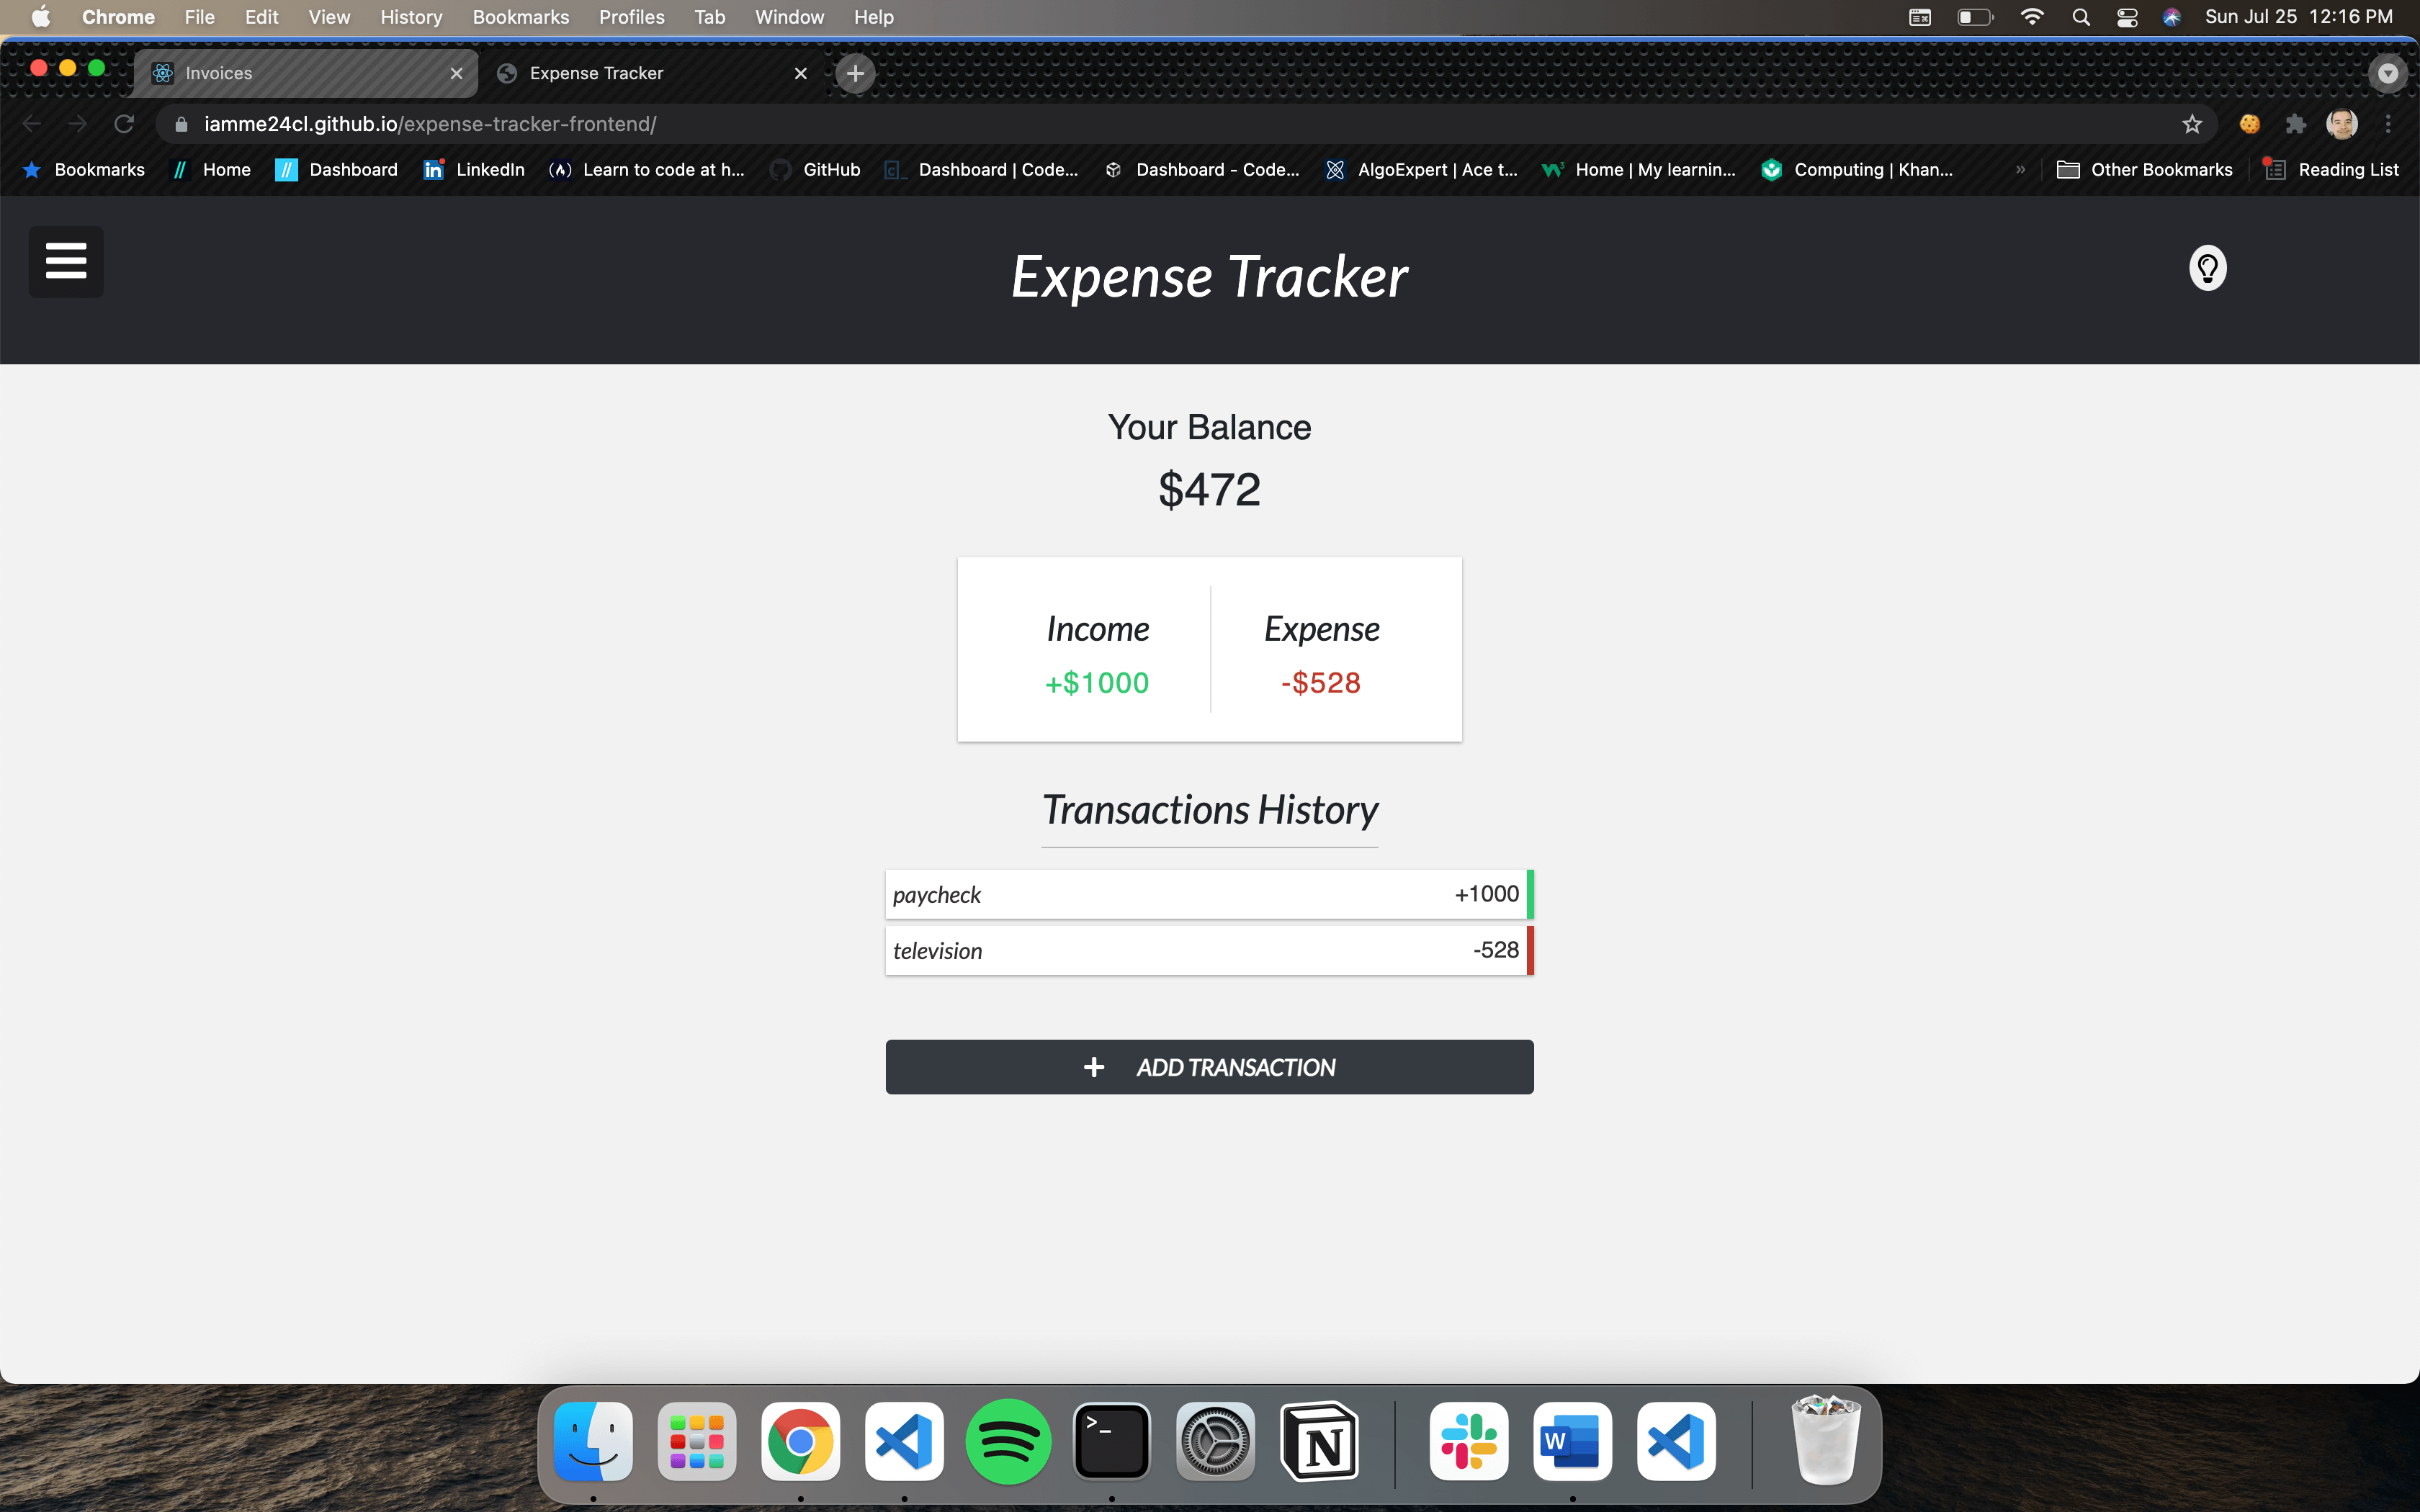 Chrome File Edit View History Bookmarks Profiles Tab Window Help Sun Jul 25 12:16 PM
Invoices Expense Tracker
iamme24cl.github.io/expense-tracker-frontend/
Bookmarks Home Dashboard LinkedIn Learn to code at h... GitHub Dashboard | Code... Dashboard - Code... AlgoExpert | Ace t... Home | My learnin... Computing | Khan... » Other Bookmarks Reading List
Expense Tracker
Your Balance
$472
Income Expense
+$1000 -$528
Transactions History
paycheck +1000
television -528
+ ADD TRANSACTION